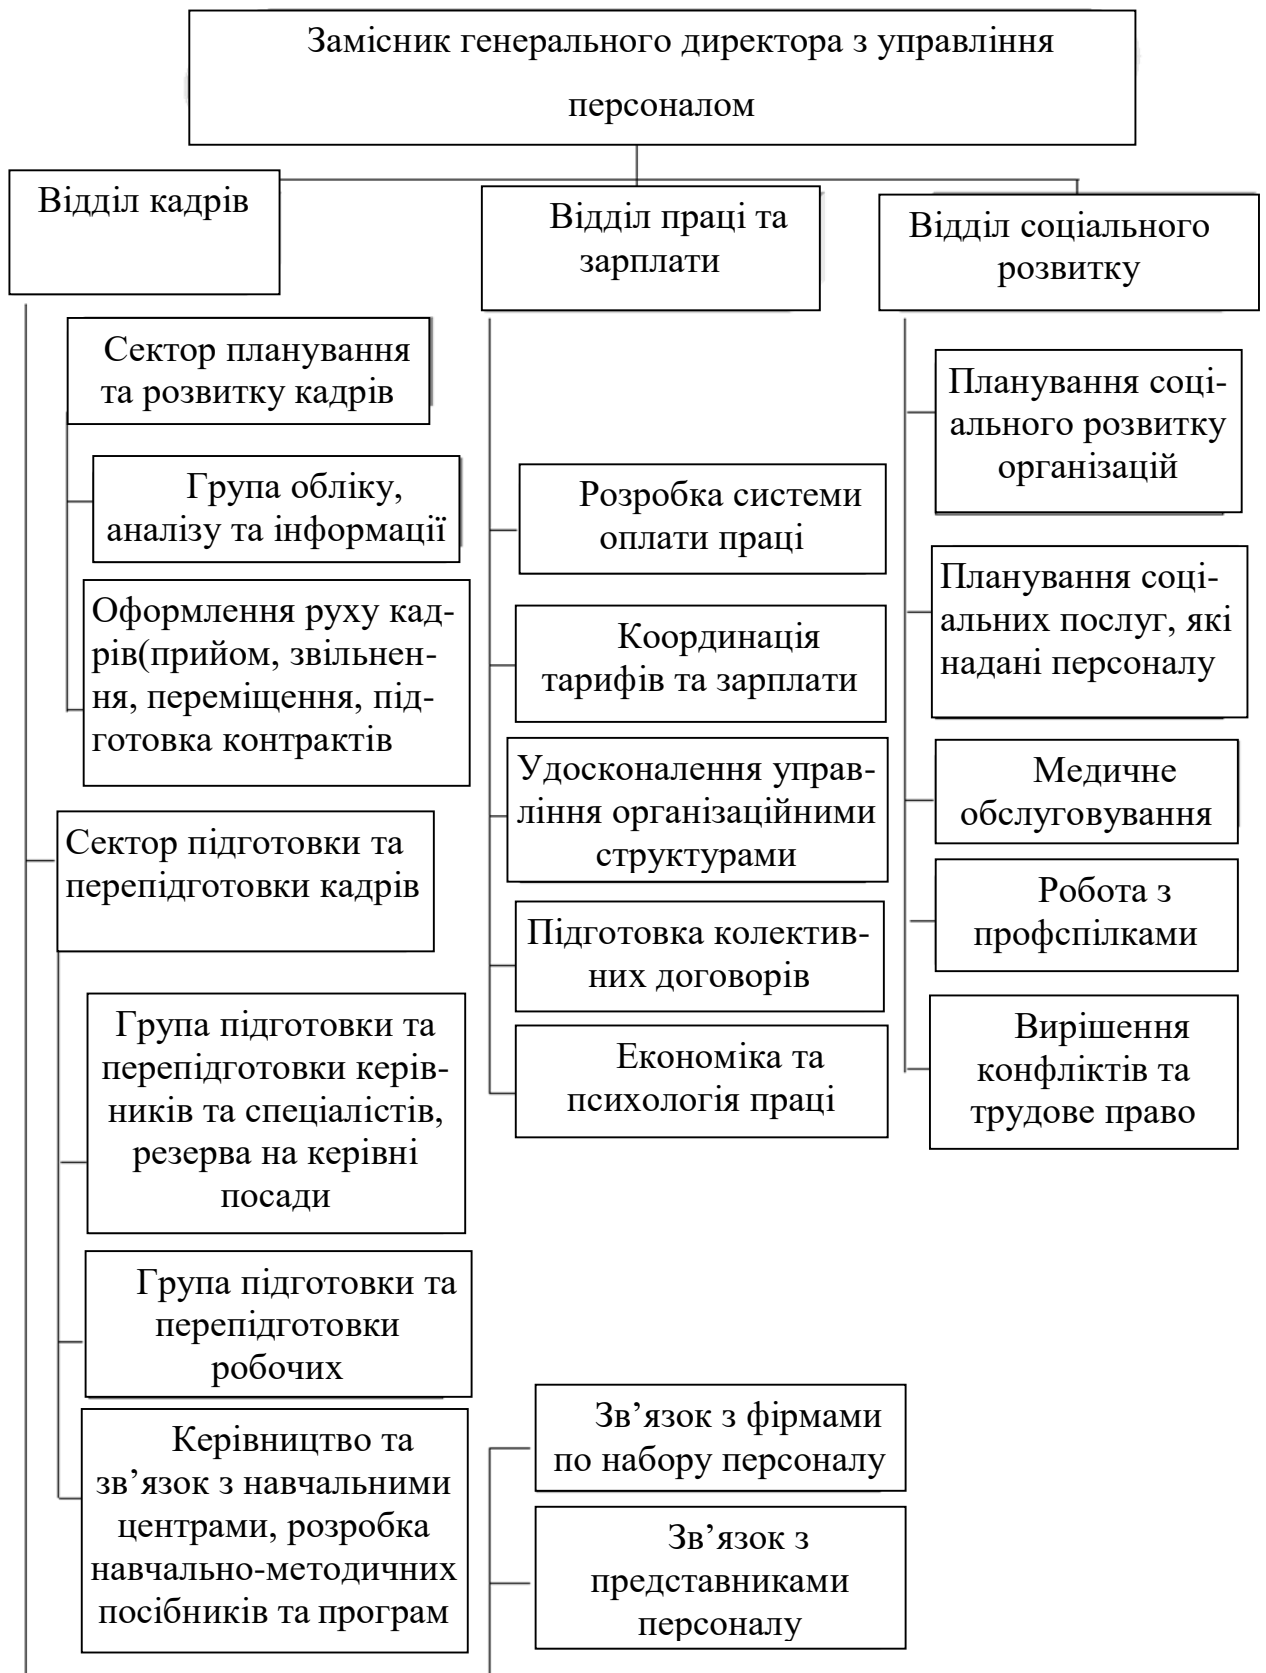 Замісник генерального директора з управління
персоналом
Відділ кадрів
Відділ праці та
зарплати
Відділ соціального
розвитку
Сектор планування
та розвитку кадрів
Група обліку,
аналізу та інформації
Оформлення руху кад-
рів(прийом, звільнен-
ня, переміщення, під-
готовка контрактів
Сектор підготовки та
перепідготовки кадрів
Група підготовки та
перепідготовки керів-
ників та спеціалістів,
резерва на керівні
посади
Група підготовки та
перепідготовки
робочих
Керівництво та
зв’язок з навчальними
центрами, розробка
навчально-методичних
посібників та програм
Розробка системи
оплати праці
Координація
тарифів та зарплати
Удосконалення управ-
ління організаційними
структурами
Підготовка колектив-
них договорів
Економіка та
психологія праці
Планування соці-
ального розвитку
організацій
Планування соці-
альних послуг, які
надані персоналу
Медичне
обслуговування
Робота з
профспілками
Вирішення
конфліктів та
трудове право
Зв’язок з фірмами
по набору персоналу
Зв’язок з
представниками
персоналу